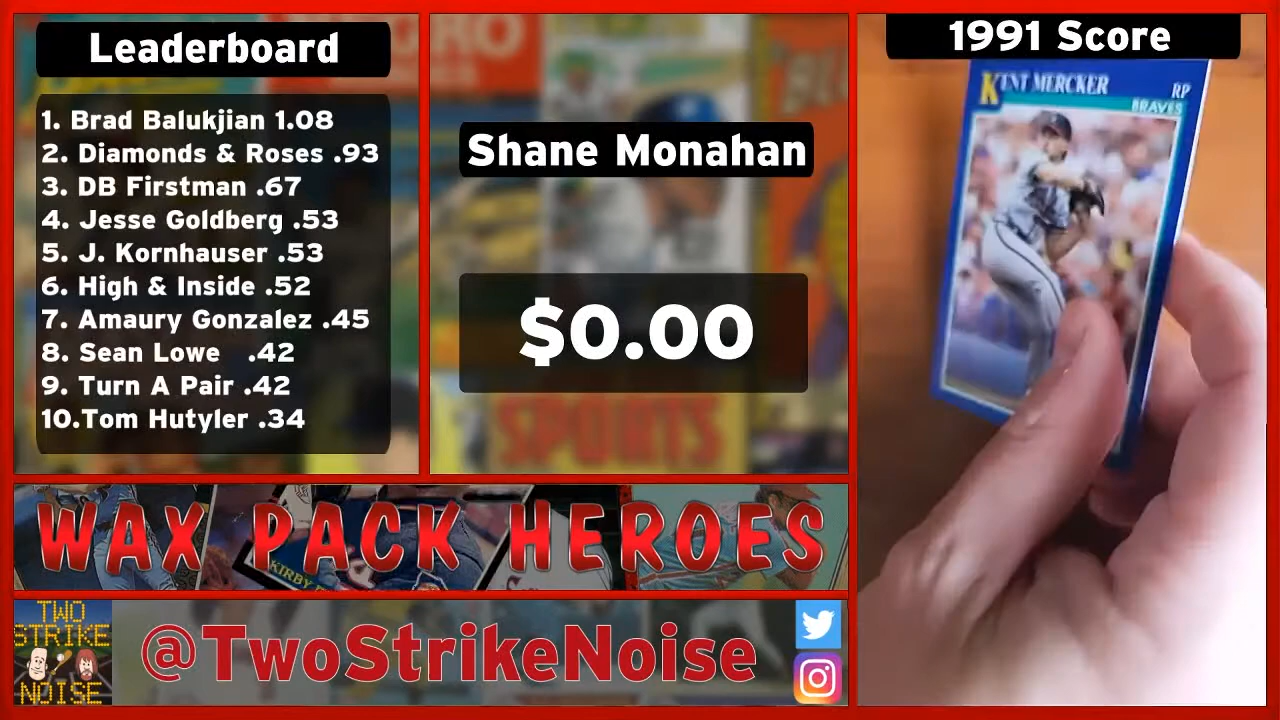 Leaderboard
1. Brad Balukjian 1.08
2. Diamonds & Roses .93
3. DB Firstman .67
4. Jesse Goldberg .53
5. J. Kornhauser .53
6. High & Inside .52
7. Amaury Gonzalez .45
8. Sean Lowe .42
9. Turn A Pair .42
10.Tom Hutyler .34
Shane Monahan
$0.00
SPORTS
1991 Score
KENT MERCKER
RP
BRAVES
WAX PACK HEROES
KIRBY
TWO
STRIKE
NOISE
@TwoStrikeNoise